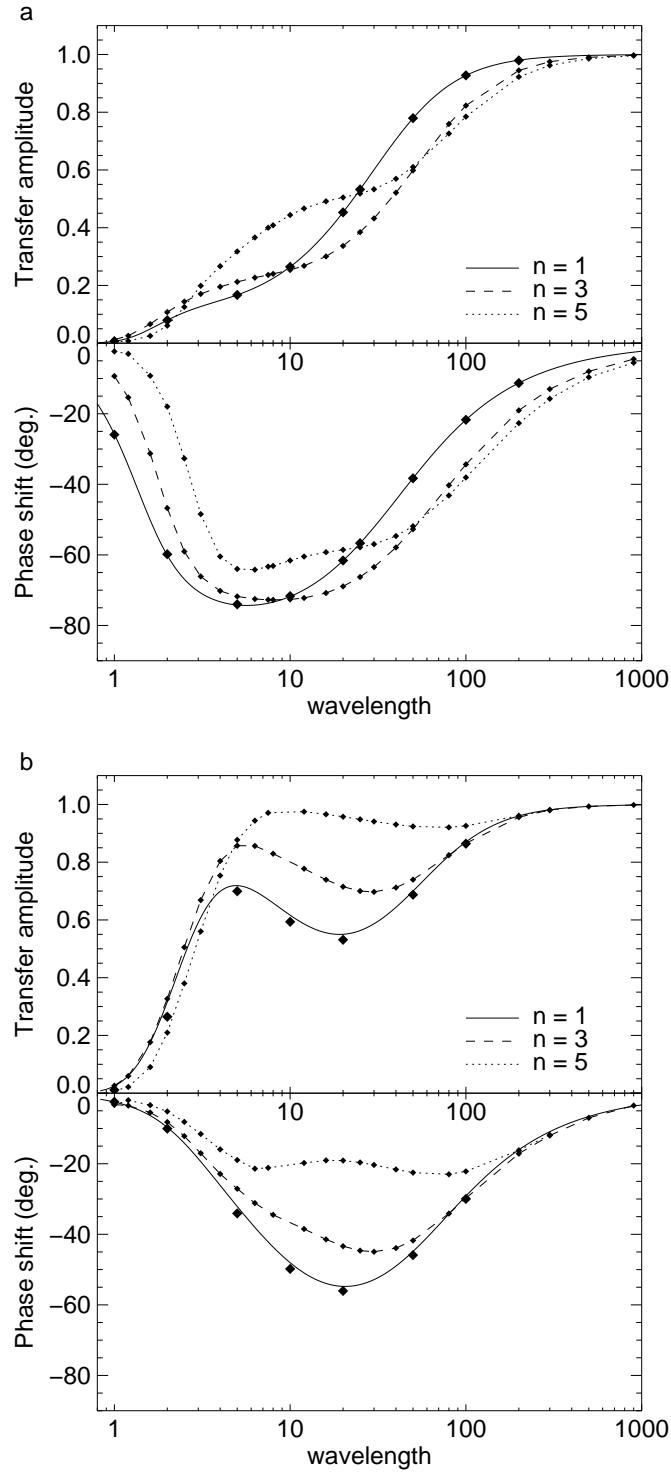 a
1.0
0.8
0.6
0.4
0.2
0.0
Transfer amplitude
n = 1
n = 3
n = 5
10 100
0
-20
-40
-60
-80
Phase shift (deg.)
1 10 100 1000
wavelength
b
1.0
0.8
0.6
0.4
0.2
0.0
Transfer amplitude
n = 1
n = 3
n = 5
10 100
0
-20
-40
-60
-80
Phase shift (deg.)
1 10 100 1000
wavelength